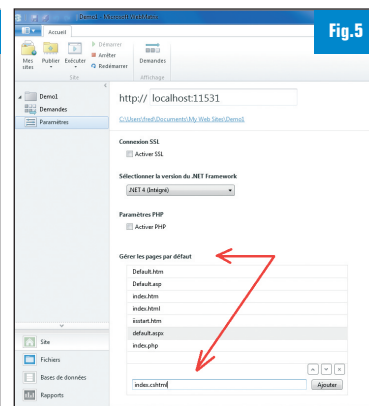 Fig.5
Demo1 - Microsoft WebMatrix
Accueil
Mes sites
Publier
Exécuter
Démarrer
Arrêter
Redémarrer
Demandes
Site
Affichage
Demo1
Demandes
Paramètres
http:// localhost:11531
C:\Users\fred\Documents\My Web Sites\Demo1
Connexion SSL
Activer SSL
Sélectionner la version du .NET Framework
.NET 4 (Intégré)
Paramètres PHP
Activer PHP
Gérer les pages par défaut
Default.htm
Default.asp
index.htm
index.html
iisstart.htm
default.aspx
index.php
index.cshtml
Ajouter
Site
Fichiers
Bases de données
Rapports